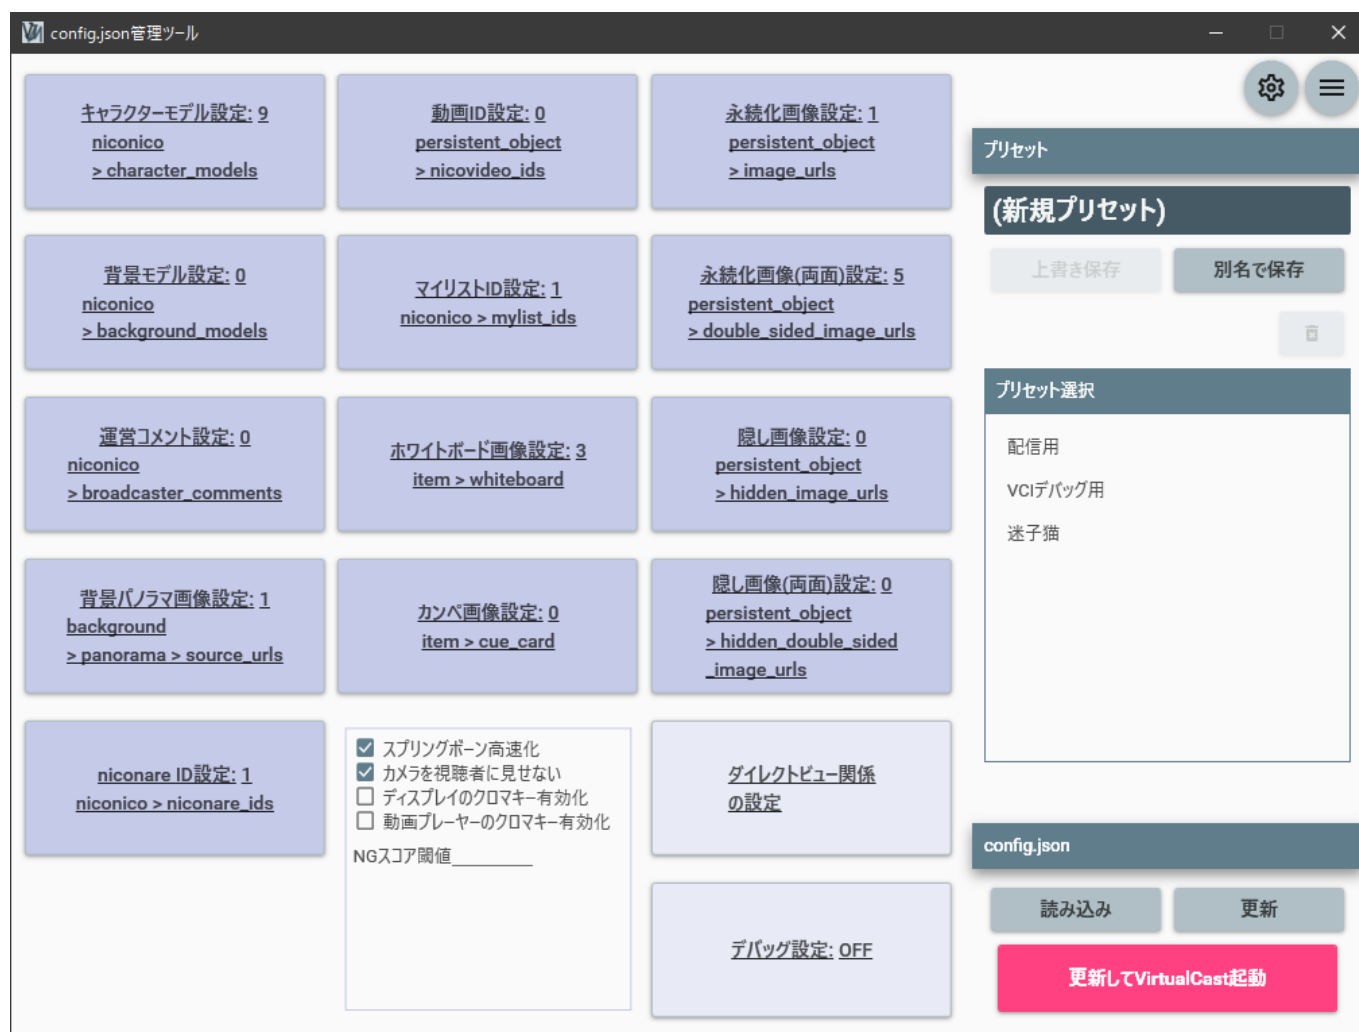 config.json管理ツール
キャラクターモデル設定: 9
niconico
> character_models
動画ID設定: 0
persistent_object
> nicovideo_ids
永続化画像設定: 1
persistent_object
> image_urls
背景モデル設定: 0
niconico
> background_models
マイリストID設定: 1
niconico > mylist_ids
永続化画像(両面)設定: 5
persistent_object
> double_sided_image_urls
運営コメント設定: 0
niconico
> broadcaster_comments
ホワイトボード画像設定: 3
item > whiteboard
隠し画像設定: 0
persistent_object
> hidden_image_urls
背景パノラマ画像設定: 1
background
> panorama > source_urls
カンペ画像設定: 0
item > cue_card
隠し画像(両面)設定: 0
persistent_object
> hidden_double_sided
_image_urls
niconare ID設定: 1
niconico > niconare_ids
スプリングボーン高速化
カメラを視聴者に見せない
ディスプレイのクロマキー有効化
動画プレーヤーのクロマキー有効化
NGスコア閾値
ダイレクトビュー関係
の設定
デバッグ設定: OFF
プリセット
(新規プリセット)
上書き保存
別名で保存
プリセット選択
配信用
VCIデバッグ用
迷子猫
config.json
読み込み
更新
更新してVirtualCast起動